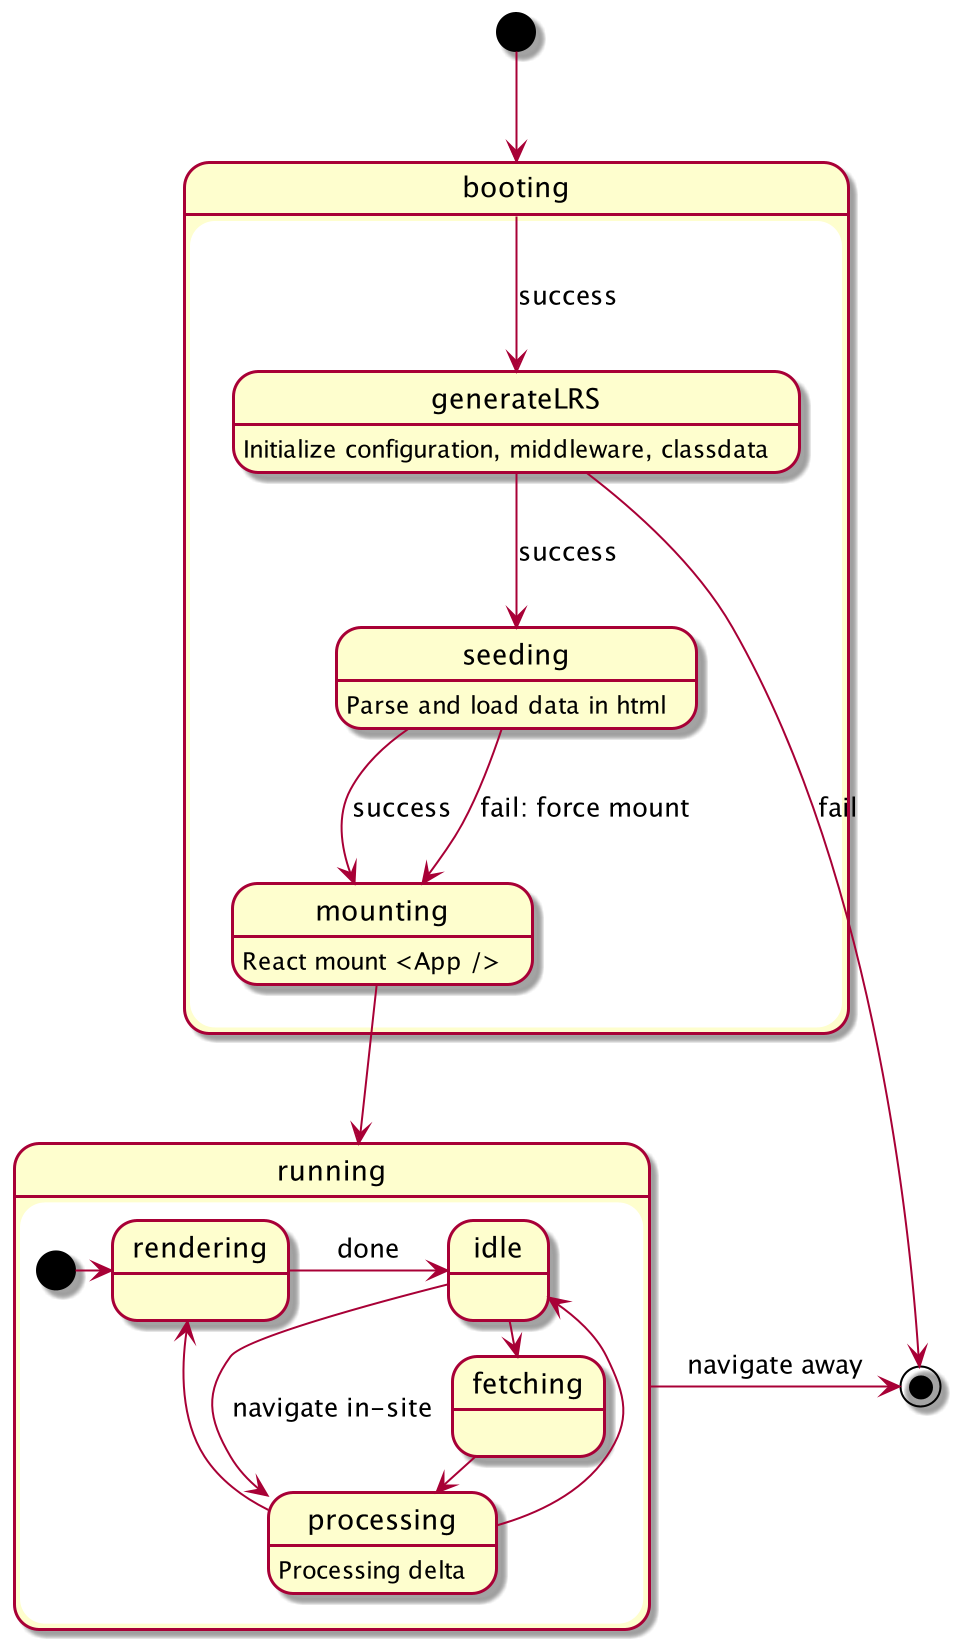 booting
success
generateLRS
Initialize configuration, middleware, classdata
success
seeding
Parse and load data in html
success
fail: force mount
fail
mounting
React mount <App />
running
rendering
done
idle
navigate away
fetching
navigate in-site
processing
Processing delta